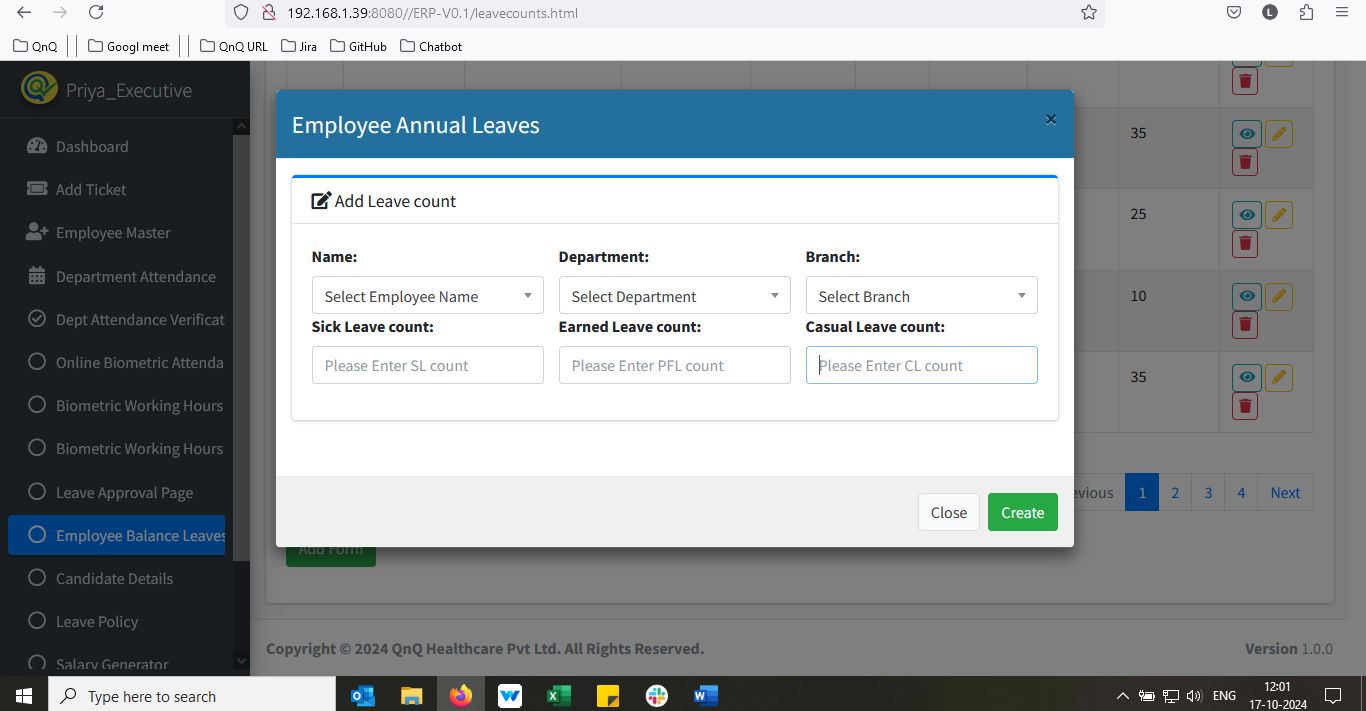 192.168.1.39:8080//ERP-V0.1/leavecounts.html
L
QnQ
Googl meet
QnQ URL
Jira
GitHub
Chatbot
Priya_Executive
Dashboard
Add Ticket
Employee Master
Department Attendance
Dept Attendance Verificat
Online Biometric Attenda
Biometric Working Hours
Biometric Working Hours
Leave Approval Page
Employee Balance Leaves
Candidate Details
Leave Policy
Salary Generator
Employee Annual Leaves
×
Add Leave count
Name: Department: Branch:
Select Employee Name Select Department Select Branch
Sick Leave count: Earned Leave count: Casual Leave count:
Please Enter SL count Please Enter PFL count Please Enter CL count
Close Create
35
25
10
35
evious 1 2 3 4 Next
Add Form
Copyright © 2024 QnQ Healthcare Pvt Ltd. All Rights Reserved. Version 1.0.0
Type here to search
ENG
12:01
17-10-2024